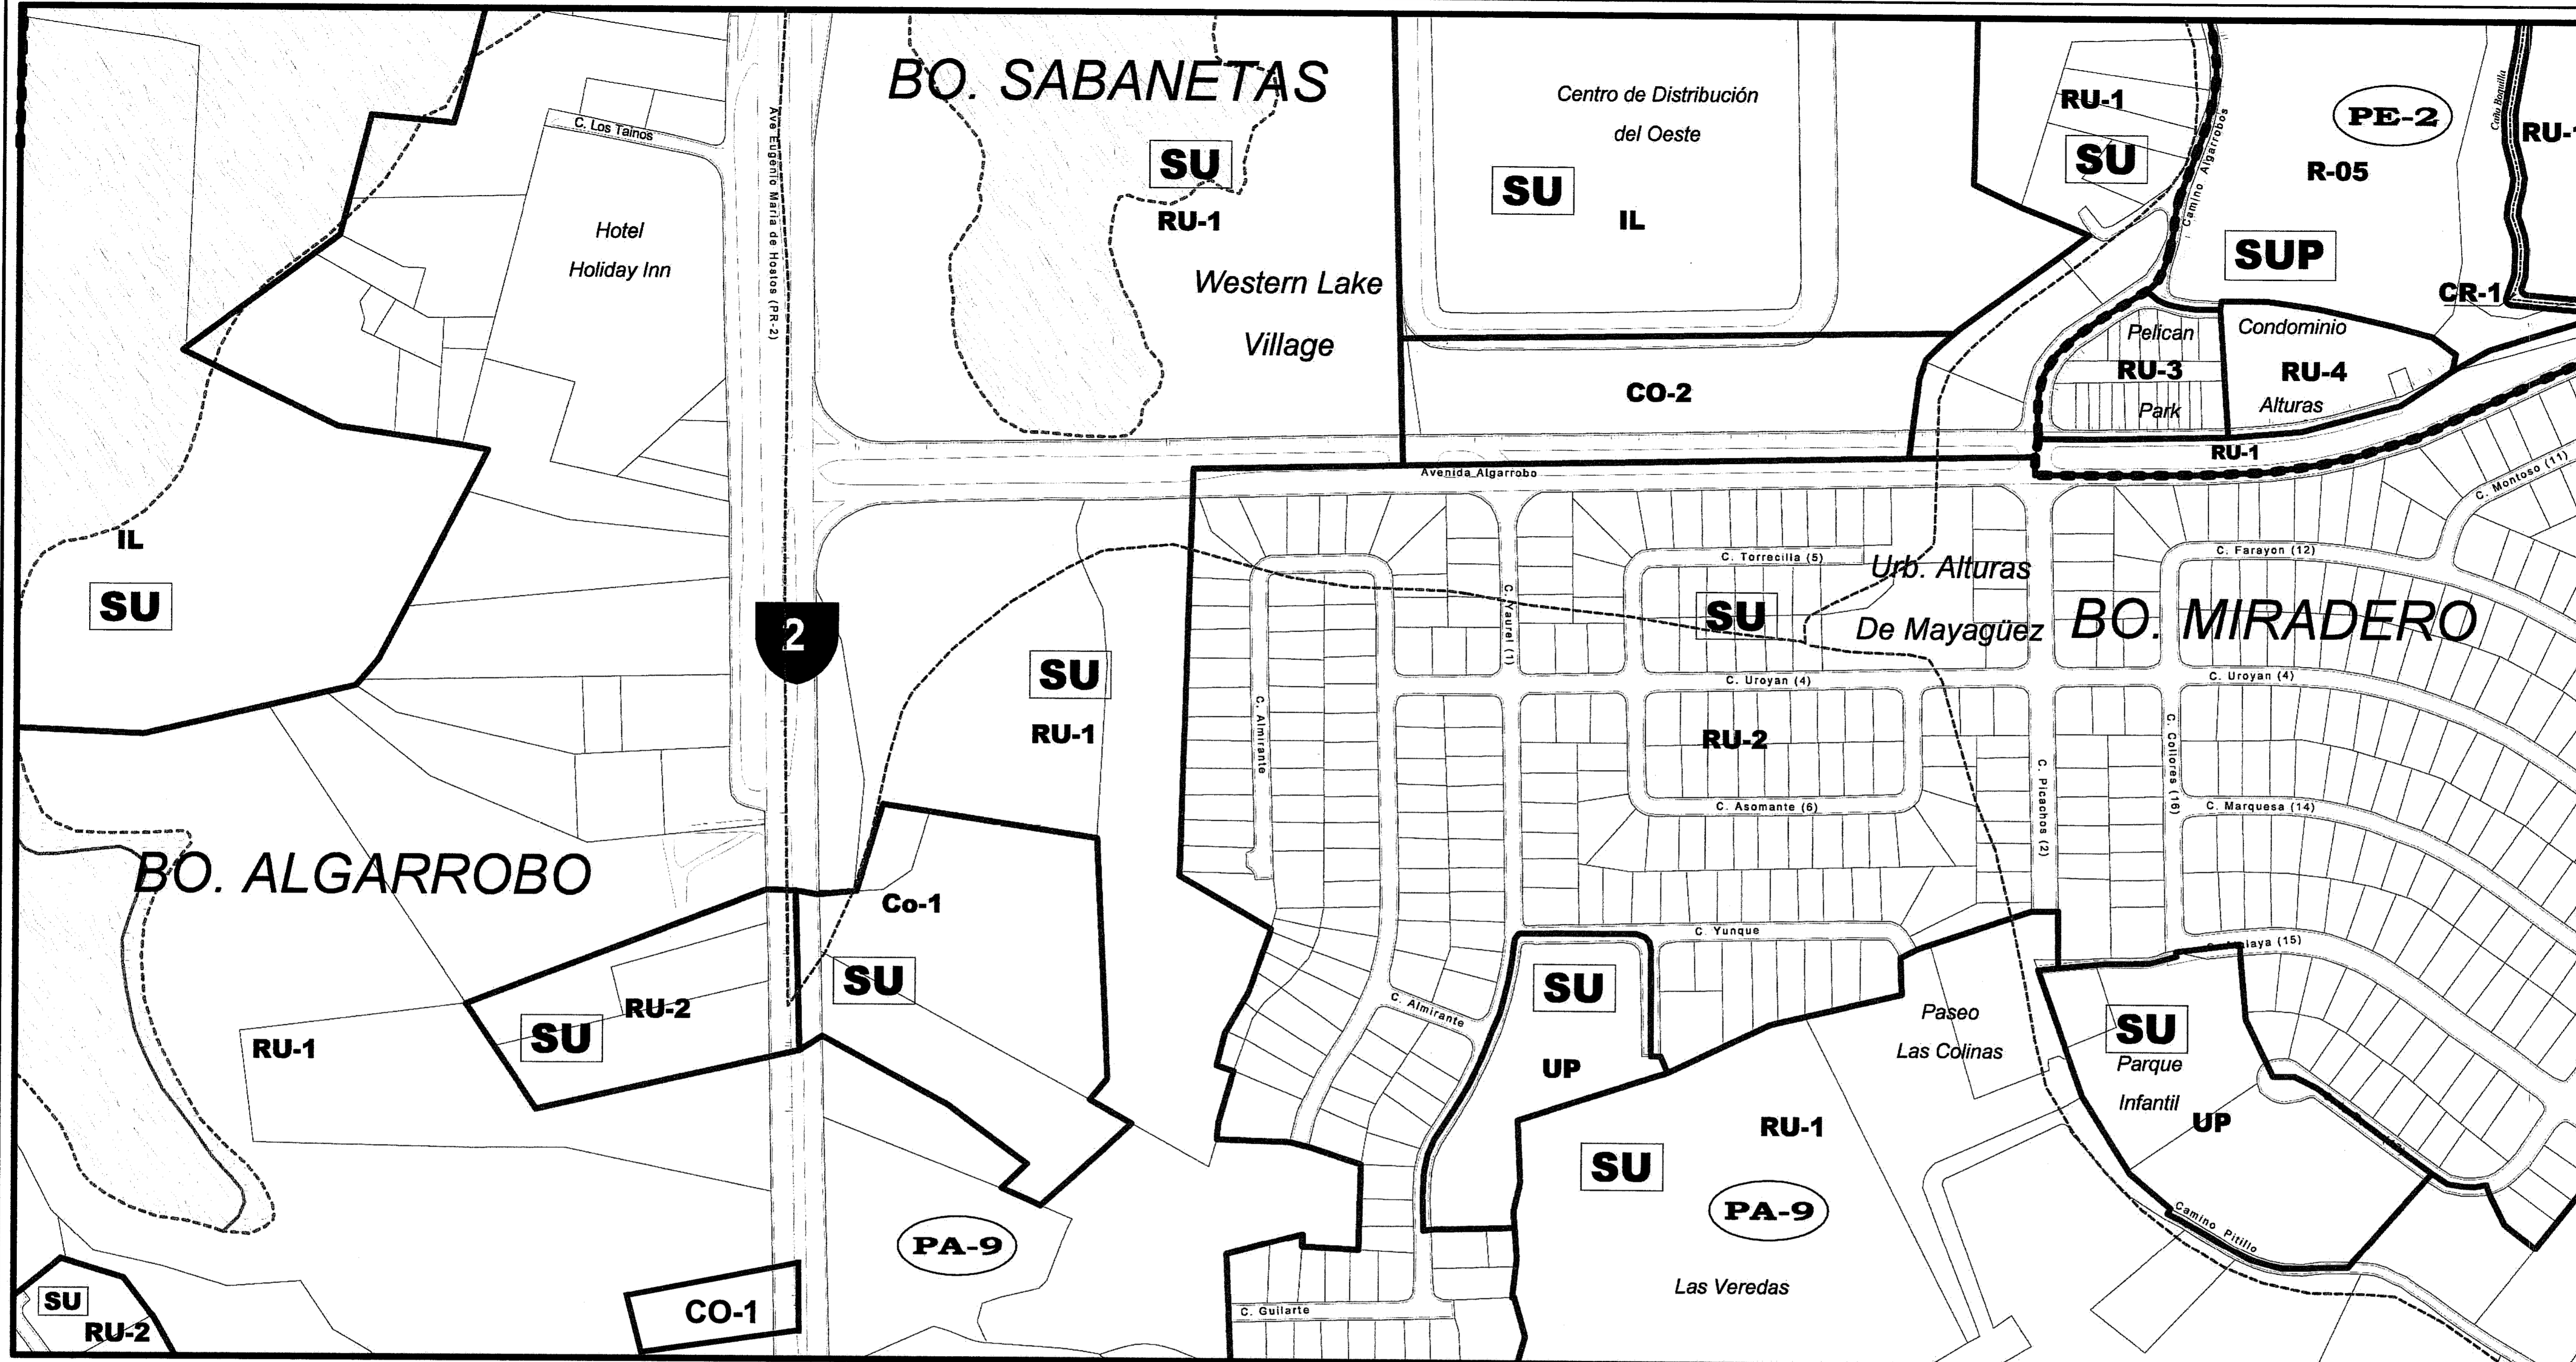 BO. SABANETAS
SU
RU-1
Western Lake
Village
C. Los Tainos
Hotel
Holiday Inn
Ave Eugenio Maria de Hostos (PR-2)
Centro de Distribución
del Oeste
SU
IL
CO-2
RU-1
SU
Camino Algarrobos
PE-2
R-05
SUP
Caño Boquilla
RU-1
CR-1
Pelican
RU-3
Park
Condominio
RU-4
Alturas
RU-1
Avenida Algarrobo
C. Montoso (11)
IL
SU
2
SU
RU-1
C. Almirante
C. Yaurel (1)
C. Torrecilla (5)
SU
Urb. Alturas
De Mayagüez
BO. MIRADERO
C. Farayon (12)
C. Uroyan (4)
C. Uroyan (4)
RU-2
C. Asomante (6)
C. Picachos (2)
C. Collores (16)
C. Marquesa (14)
BO. ALGARROBO
Co-1
SU
RU-2
SU
RU-1
C. Yunque
laya (15)
C. Almirante
SU
UP
Paseo
Las Colinas
SU
Parque
Infantil
UP
RU-1
SU
PA-9
Las Veredas
Camino Pitillo
PA-9
CO-1
C. Guilarte
SU
RU-2